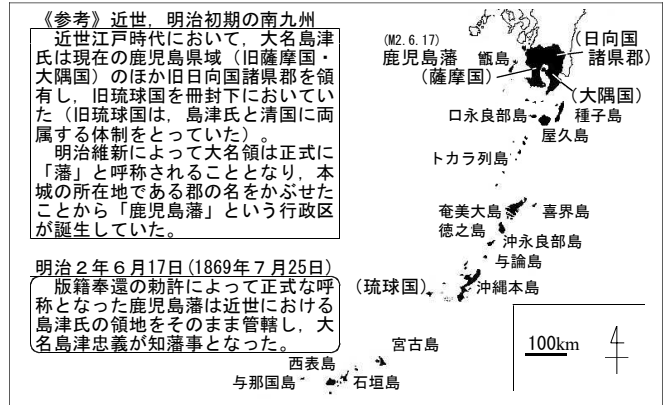 《参考》近世，明治初期の南九州
近世江戸時代において，大名島津
氏は現在の鹿児島県域（旧薩摩国・
大隅国）のほか旧日向国諸県郡を領
有し，旧琉球国を冊封下においてい
た（旧琉球国は，島津氏と清国に両
属する体制をとっていた）。
明治維新によって大名領は正式に
「藩」と呼称されることとなり，本
城の所在地である郡の名をかぶせた
ことから「鹿児島藩」という行政区
が誕生していた。
明治２年６月17日(1869年７月25日)
版籍奉還の勅許によって正式な呼
称となった鹿児島藩は近世における
島津氏の領地をそのまま管轄し，大
名島津忠義が知藩事となった。
(M2.6.17)
鹿児島藩
甑島
（日向国
諸県郡）
（薩摩国）
（大隅国）
口永良部島
種子島
屋久島
トカラ列島
奄美大島
喜界島
徳之島
沖永良部島
与論島
（琉球国）
沖縄本島
宮古島
西表島
与那国島
石垣島
100km